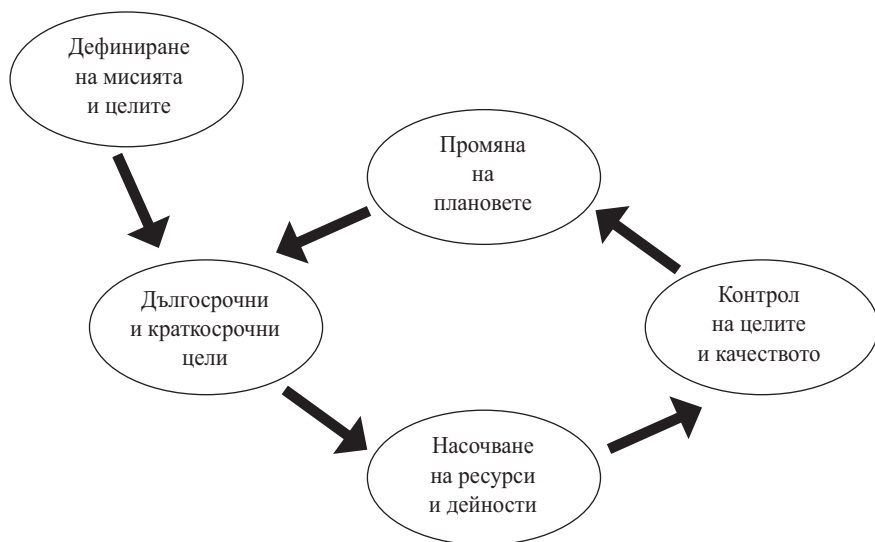 Дефиниране
на мисията
и целите
Промяна
на
плановете
Дългосрочни
и краткосрочни
цели
Контрол
на целите
и качеството
Насочване
на ресурси
и дейности